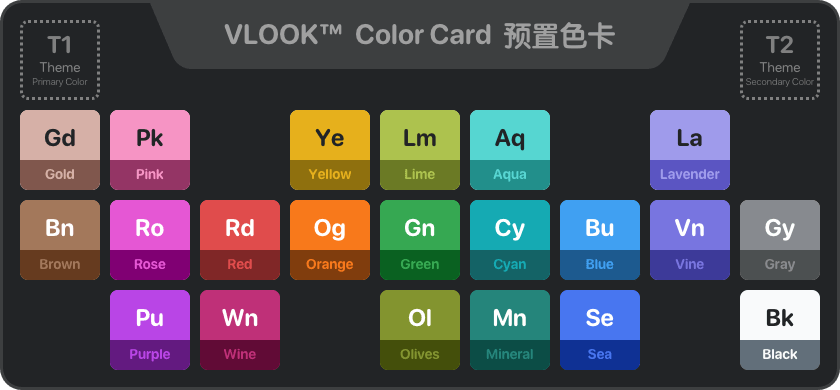 VLOOK™ Color Card 预置色卡
T1
Theme
Primary Color
T2
Theme
Secondary Color
Gd
Gold
Pk
Pink
Ye
Yellow
Lm
Lime
Aq
Aqua
La
Lavender
Bn
Brown
Ro
Rose
Rd
Red
Og
Orange
Gn
Green
Cy
Cyan
Bu
Blue
Vn
Vine
Gy
Gray
Pu
Purple
Wn
Wine
Ol
Olives
Mn
Mineral
Se
Sea
Bk
Black